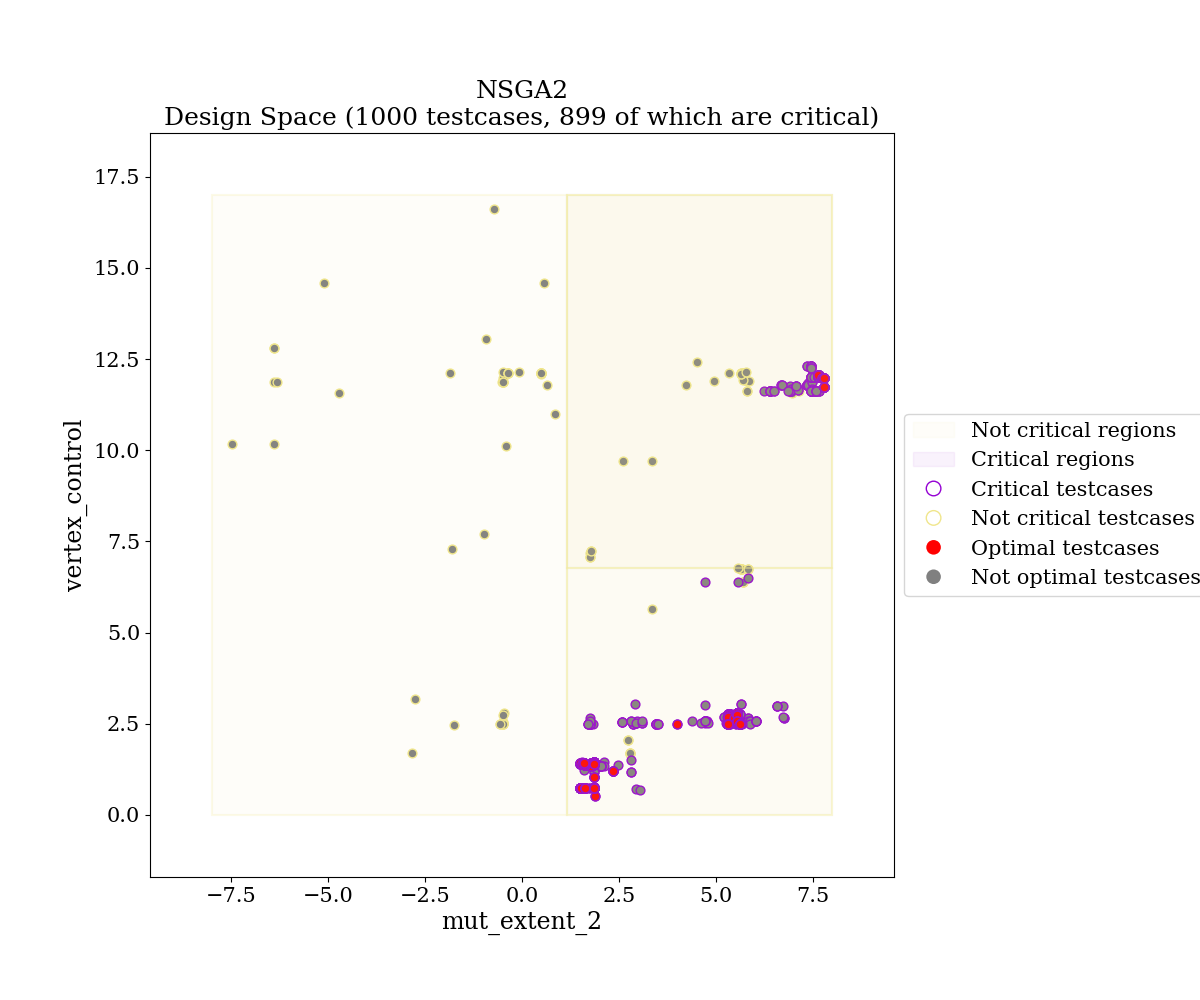 NSGA2
Design Space (1000 testcases, 899 of which are critical)
17.5
15.0
12.5
10.0
7.5
5.0
2.5
0.0
vertex_control
−7.5
−5.0
−2.5
0.0
2.5
5.0
7.5
mut_extent_2
Not critical regions
Critical regions
Critical testcases
Not critical testcases
Optimal testcases
Not optimal testcases